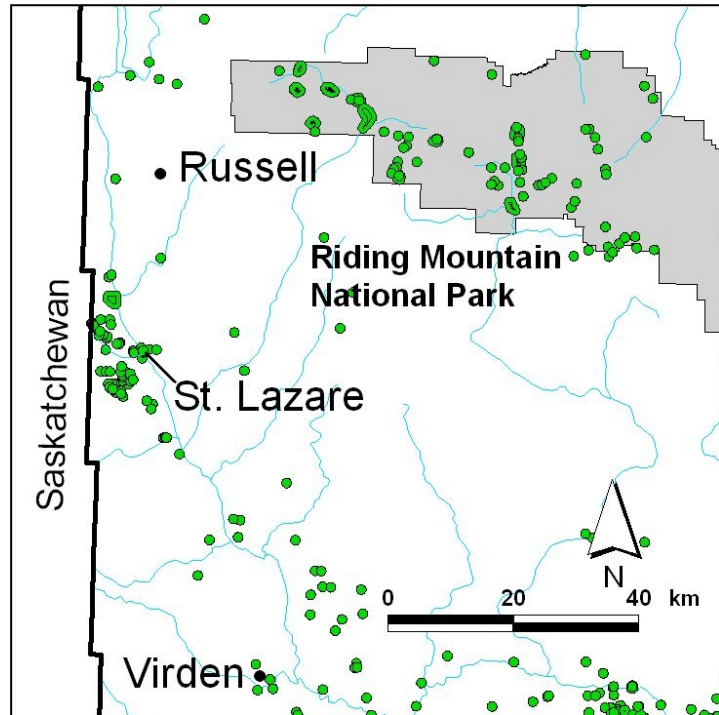 Russell
Riding Mountain
National Park
Saskatchewan
St. Lazare
N
0 20 40 km
Virden